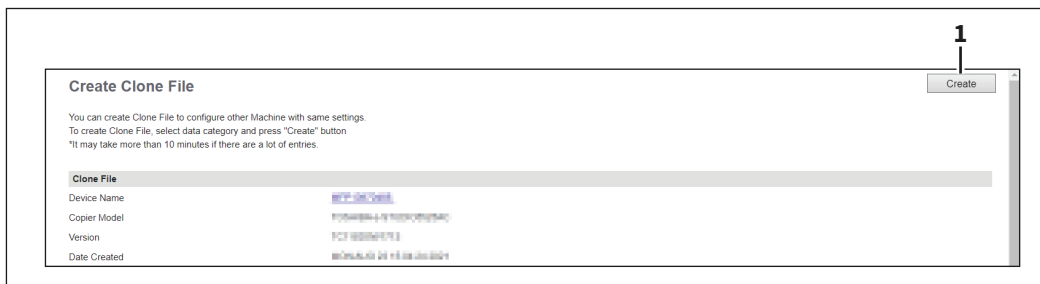 1
Create Clone File
Create
You can create Clone File to configure other Machine with same settings.
To create Clone File, select data category and press "Create" button
*It may take more than 10 minutes if there are a lot of entries.
Clone File
Device Name
Copier Model
Version
Date Created